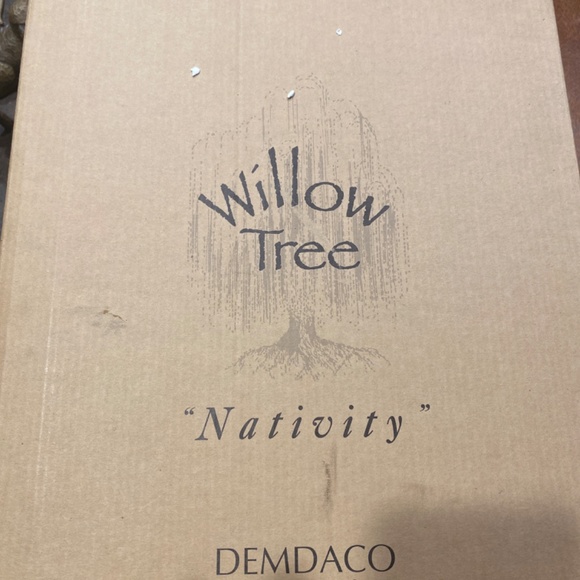 Willow
Tree
“Nativity”
DEMDACO